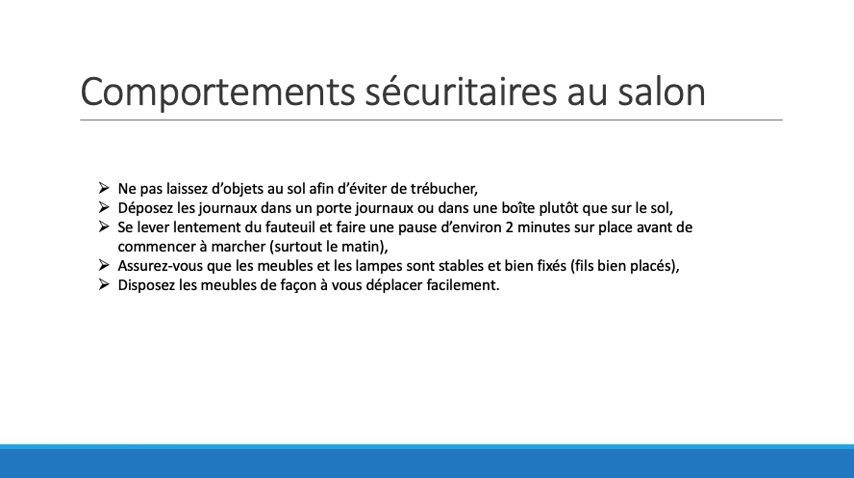 Comportements sécuritaires au salon
➢ Ne pas laissez d’objets au sol afin d’éviter de trébucher,
➢ Déposez les journaux dans un porte journaux ou dans une boîte plutôt que sur le sol,
➢ Se lever lentement du fauteuil et faire une pause d’environ 2 minutes sur place avant de
commencer à marcher (surtout le matin),
➢ Assurez-vous que les meubles et les lampes sont stables et bien fixés (fils bien placés),
➢ Disposez les meubles de façon à vous déplacer facilement.